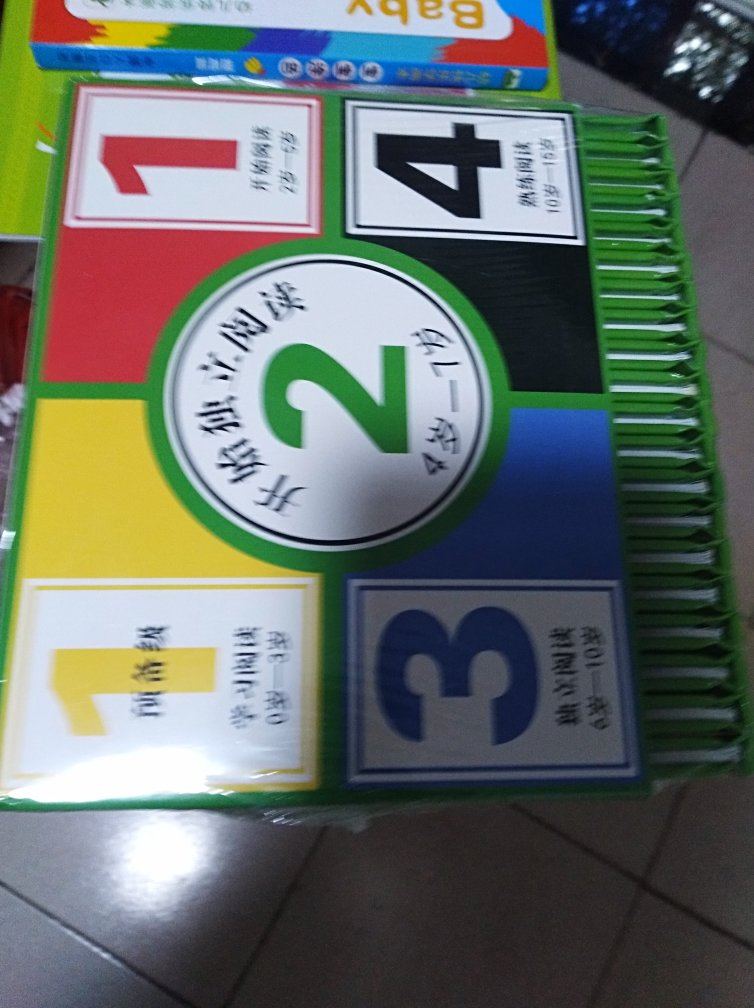 Baby
1
预备级
学习阅读
0岁—3岁
1
开始阅读
2岁—5岁
开始独立阅读
2
4岁—7岁
3
独立阅读
6岁—10岁
4
熟练阅读
10岁—16岁